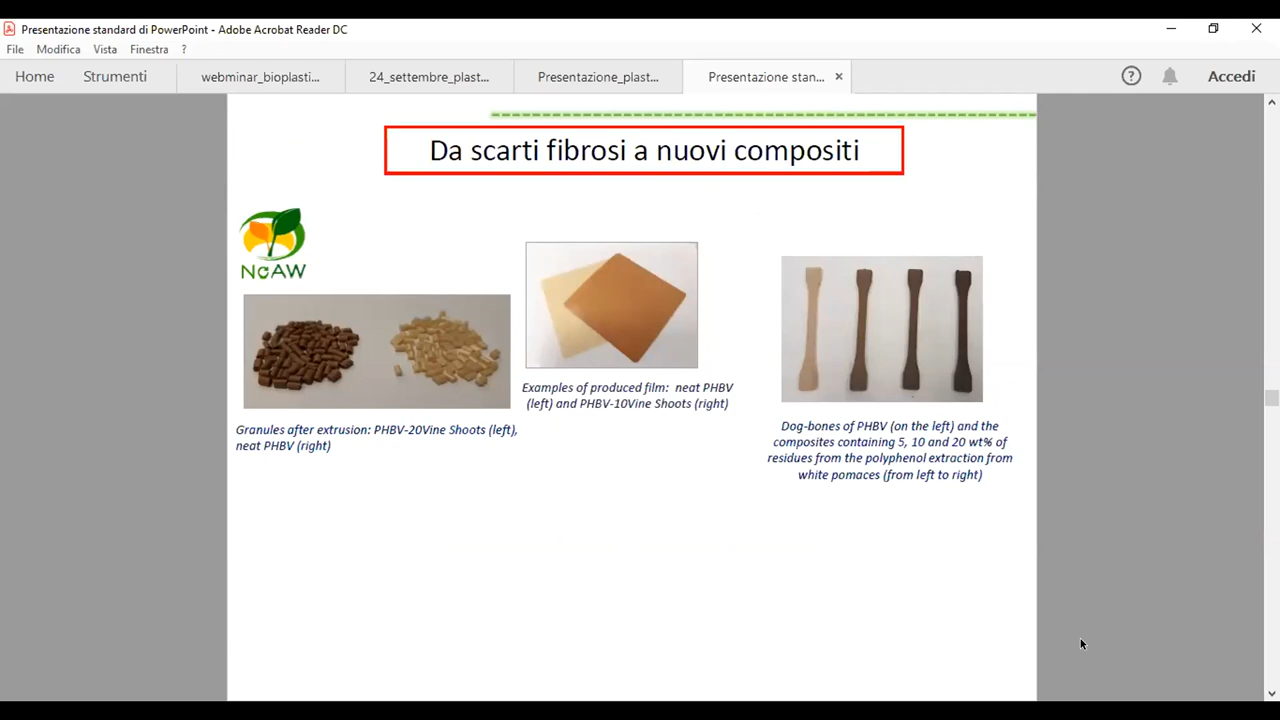 Presentazione standard di PowerPoint - Adobe Acrobat Reader DC
File Modifica Vista Finestra ?
Home Strumenti webminar_bioplasti... 24_settembre_plast... Presentazione_plast... Presentazione stan... × ? Accedi
Da scarti fibrosi a nuovi compositi
NoAW
Granules after extrusion: PHBV-20Vine Shoots (left),
neat PHBV (right)
Examples of produced film: neat PHBV
(left) and PHBV-10Vine Shoots (right)
Dog-bones of PHBV (on the left) and the
composites containing 5, 10 and 20 wt% of
residues from the polyphenol extraction from
white pomaces (from left to right)